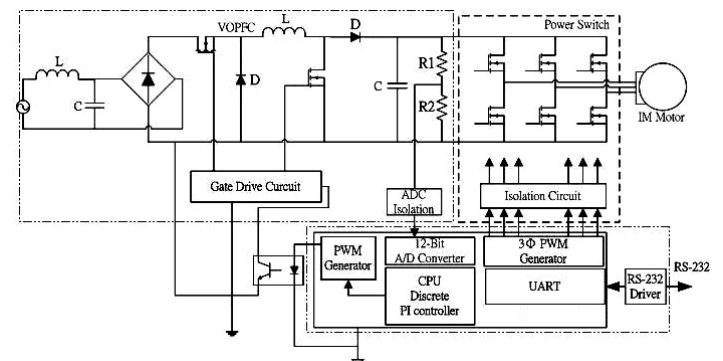 VOPFC
L
D
Power Switch
L
C
D
C
R1
R2
IM Motor
Gate Drive Curcuit
ADC
Isolation
Isolation Circuit
PWM
Generator
12-Bit
A/D Converter
3Φ PWM
Generator
CPU
Discrete
PI controller
UART
RS-232
Driver
RS-232